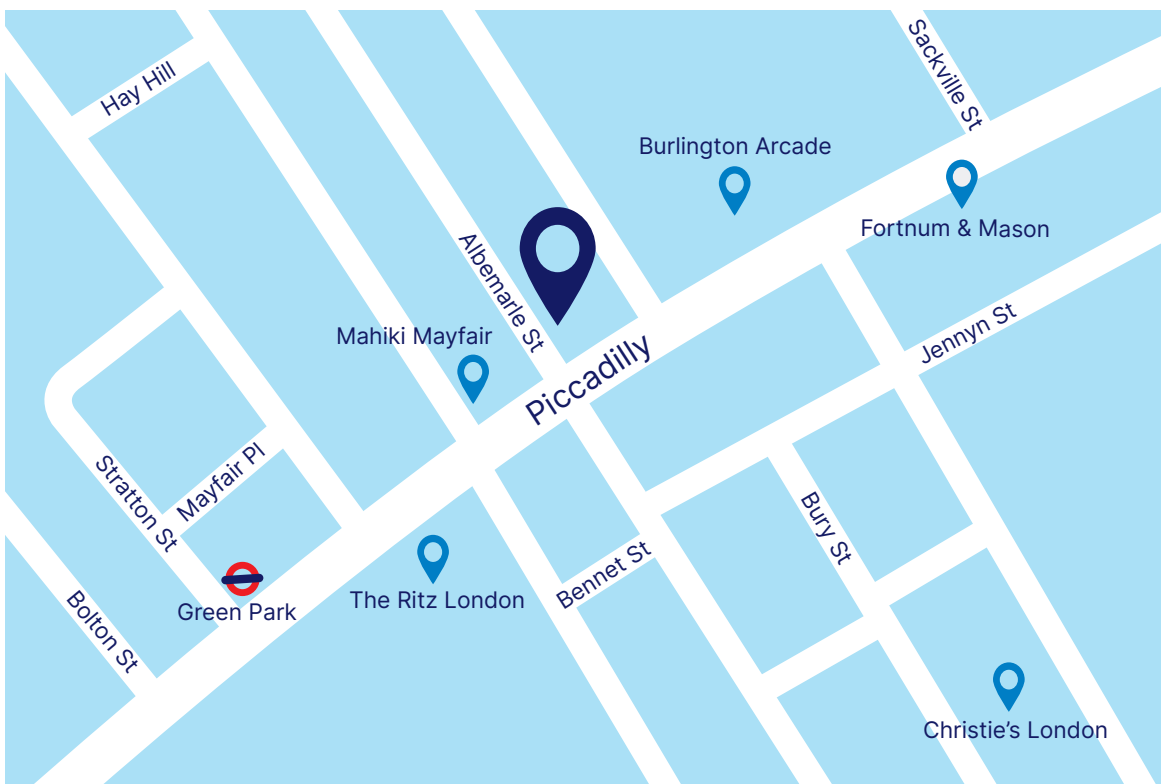 Sackville St
Hay Hill
Burlington Arcade
Fortnum & Mason
Albemarle St
Mahiki Mayfair
Jennyn St
Piccadilly
Mayfair Pl
Stratton St
Bury St
Bennet St
Green Park
The Ritz London
Bolton St
Christie’s London